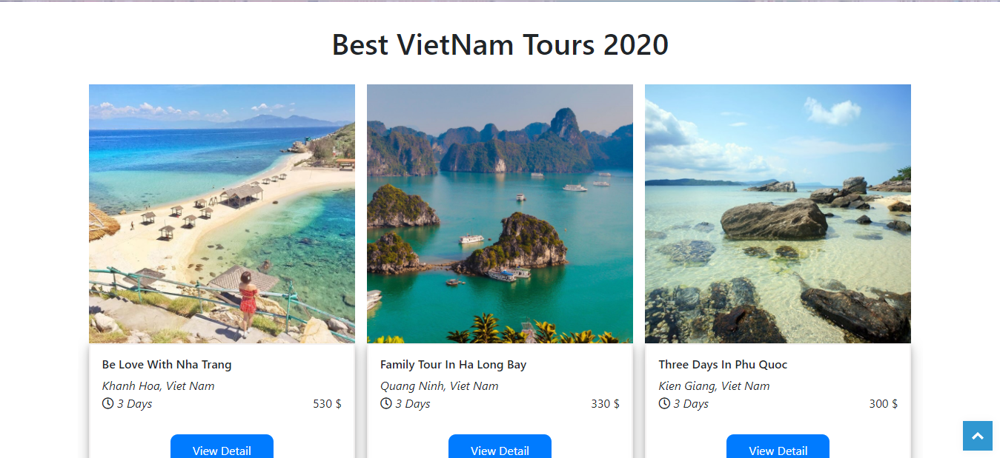 Best VietNam Tours 2020
Be Love With Nha Trang
Khanh Hoa, Viet Nam
3 Days 530 $
View Detail
Family Tour In Ha Long Bay
Quang Ninh, Viet Nam
3 Days 330 $
View Detail
Three Days In Phu Quoc
Kien Giang, Viet Nam
3 Days 300 $
View Detail